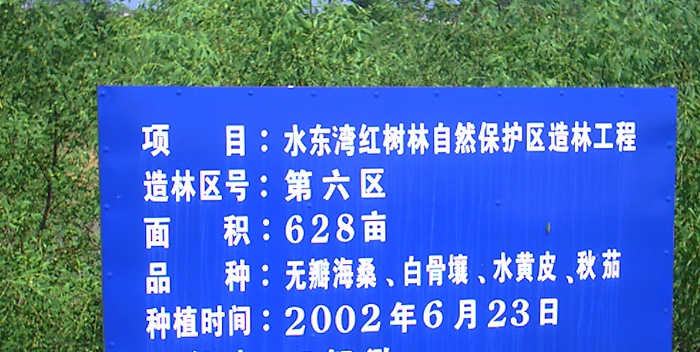 项 目：水东湾红树林自然保护区造林工程
造林区号：第六区
面 积：628亩
品 种：无瓣海桑、白骨壤、水黄皮、秋茄
种植时间：2002年6月23日